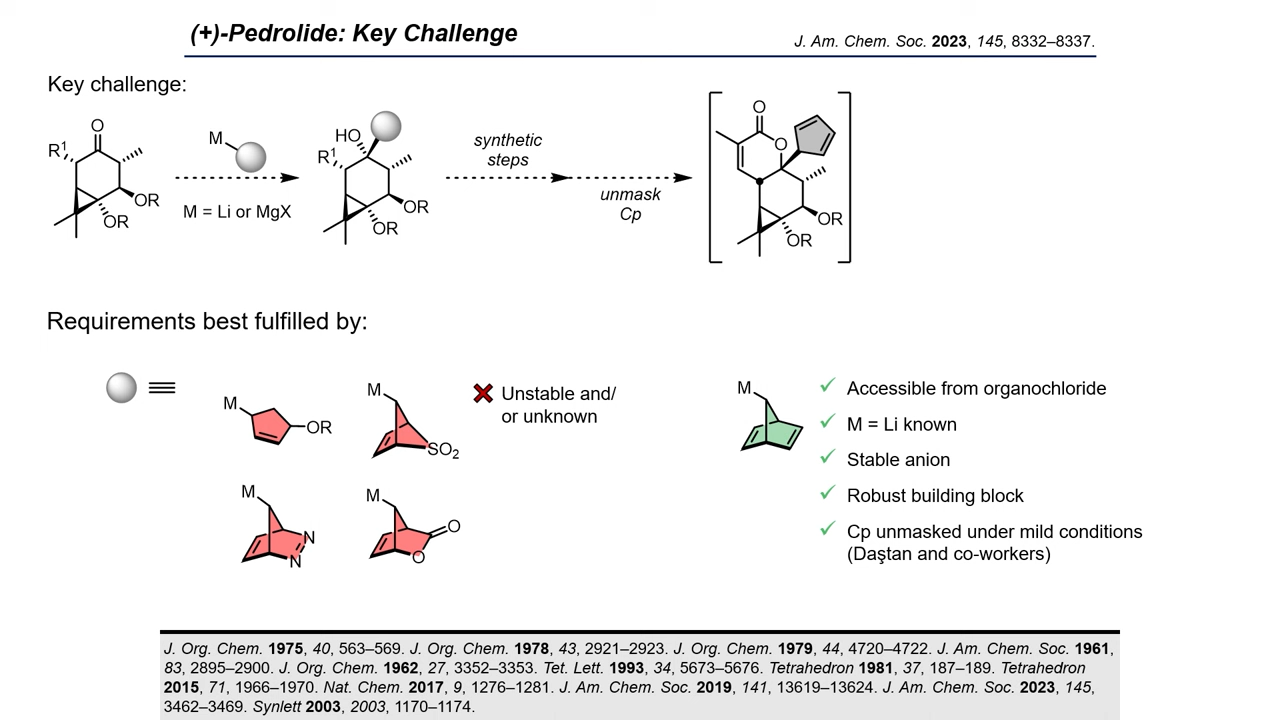 (+)-Pedrolide: Key Challenge
J. Am. Chem. Soc. 2023, 145, 8332–8337.
Key challenge:
O
R1
OR
OR
M
M = Li or MgX
HO
R1
OR
OR
synthetic
steps
unmask
Cp
O
O
OR
OR
Requirements best fulfilled by:
M
OR
M
SO2
Unstable and/
or unknown
M
N
N
M
O
O
M
✓ Accessible from organochloride
✓ M = Li known
✓ Stable anion
✓ Robust building block
✓ Cp unmasked under mild conditions
(Daştan and co-workers)
J. Org. Chem. 1975, 40, 563–569. J. Org. Chem. 1978, 43, 2921–2923. J. Org. Chem. 1979, 44, 4720–4722. J. Am. Chem. Soc. 1961,
83, 2895–2900. J. Org. Chem. 1962, 27, 3352–3353. Tet. Lett. 1993, 34, 5673–5676. Tetrahedron 1981, 37, 187–189. Tetrahedron
2015, 71, 1966–1970. Nat. Chem. 2017, 9, 1276–1281. J. Am. Chem. Soc. 2019, 141, 13619–13624. J. Am. Chem. Soc. 2023, 145,
3462–3469. Synlett 2003, 2003, 1170–1174.